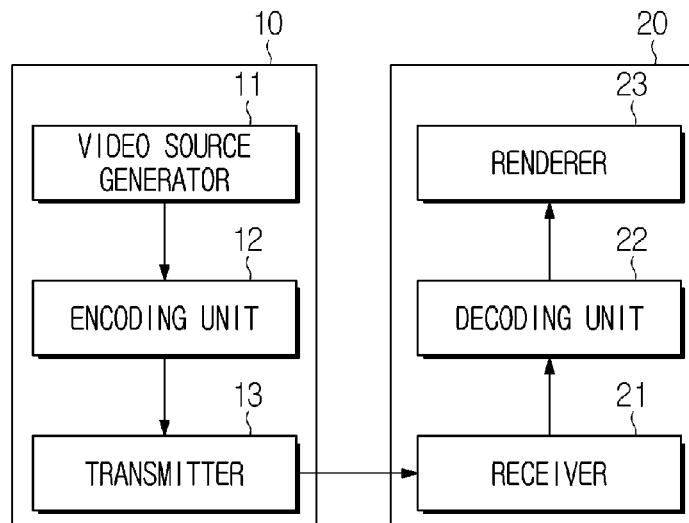 10
11
VIDEO SOURCE
GENERATOR
12
ENCODING UNIT
13
TRANSMITTER
20
23
RENDERER
22
DECODING UNIT
21
RECEIVER